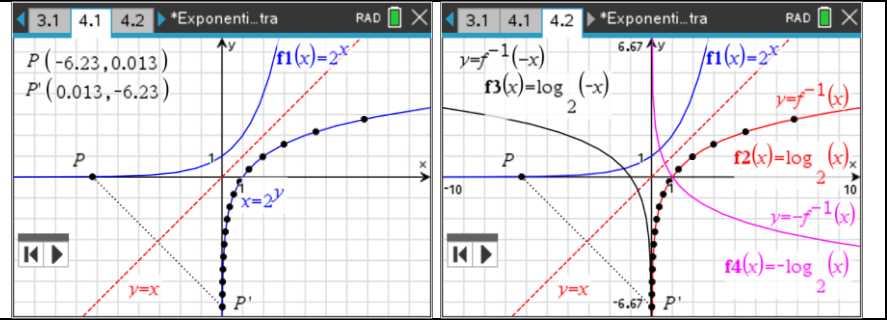 3.1 4.1 4.2 *Exponenti...tra RAD
y
P(-6.23,0.013)
P'(0.013,-6.23)
f1(x)=2^x
P
1
x
1
x=2^y
y=x
P'
3.1 4.1 4.2 *Exponenti...tra RAD
6.67 y
y=f^-1(-x)
f1(x)=2^x
f3(x)=log_2(-x)
y=f^-1(x)
P
1
f2(x)=log_2(x)
x
-10
1
10
y=-f^-1(x)
f4(x)=-log_2(x)
y=x
-6.67
P'